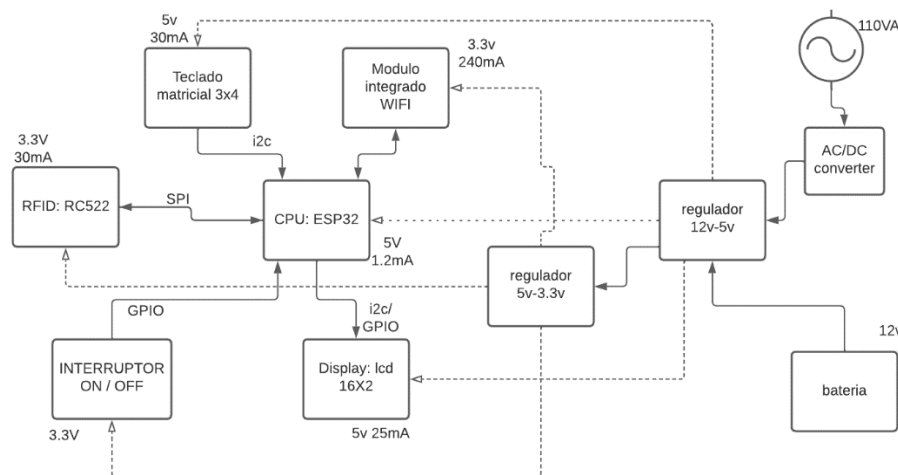 5v
30mA
Teclado
matricial 3x4
3.3v
240mA
Modulo
integrado
WIFI
110VA
AC/DC
converter
i2c
3.3V
30mA
RFID: RC522
SPI
CPU: ESP32
5V
1.2mA
regulador
12v-5v
regulador
5v-3.3v
GPIO
i2c/
GPIO
INTERRUPTOR
ON / OFF
3.3V
Display: lcd
16X2
5v 25mA
12v
bateria